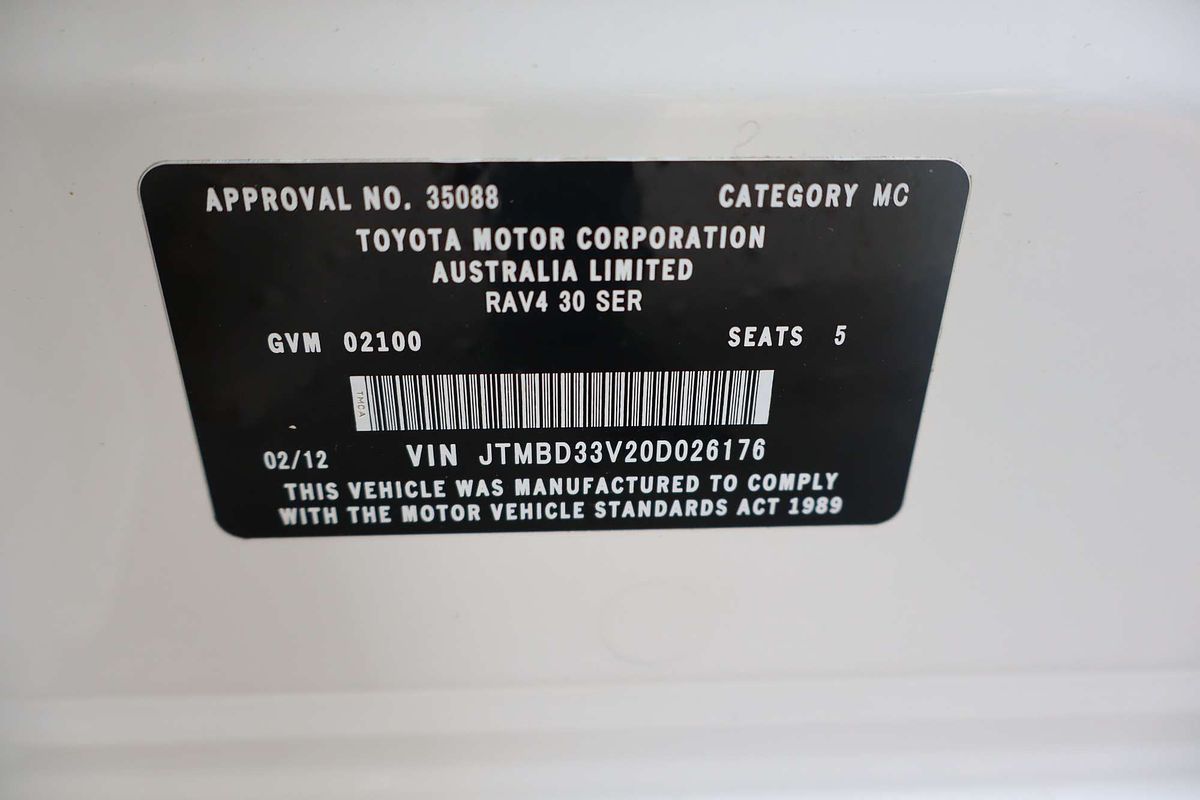 APPROVAL NO. 35088 CATEGORY MC
TOYOTA MOTOR CORPORATION
AUSTRALIA LIMITED
RAV4 30 SER
GVM 02100 SEATS 5
TMCA
02/12 VIN JTMBD33V20D026176
THIS VEHICLE WAS MANUFACTURED TO COMPLY
WITH THE MOTOR VEHICLE STANDARDS ACT 1989